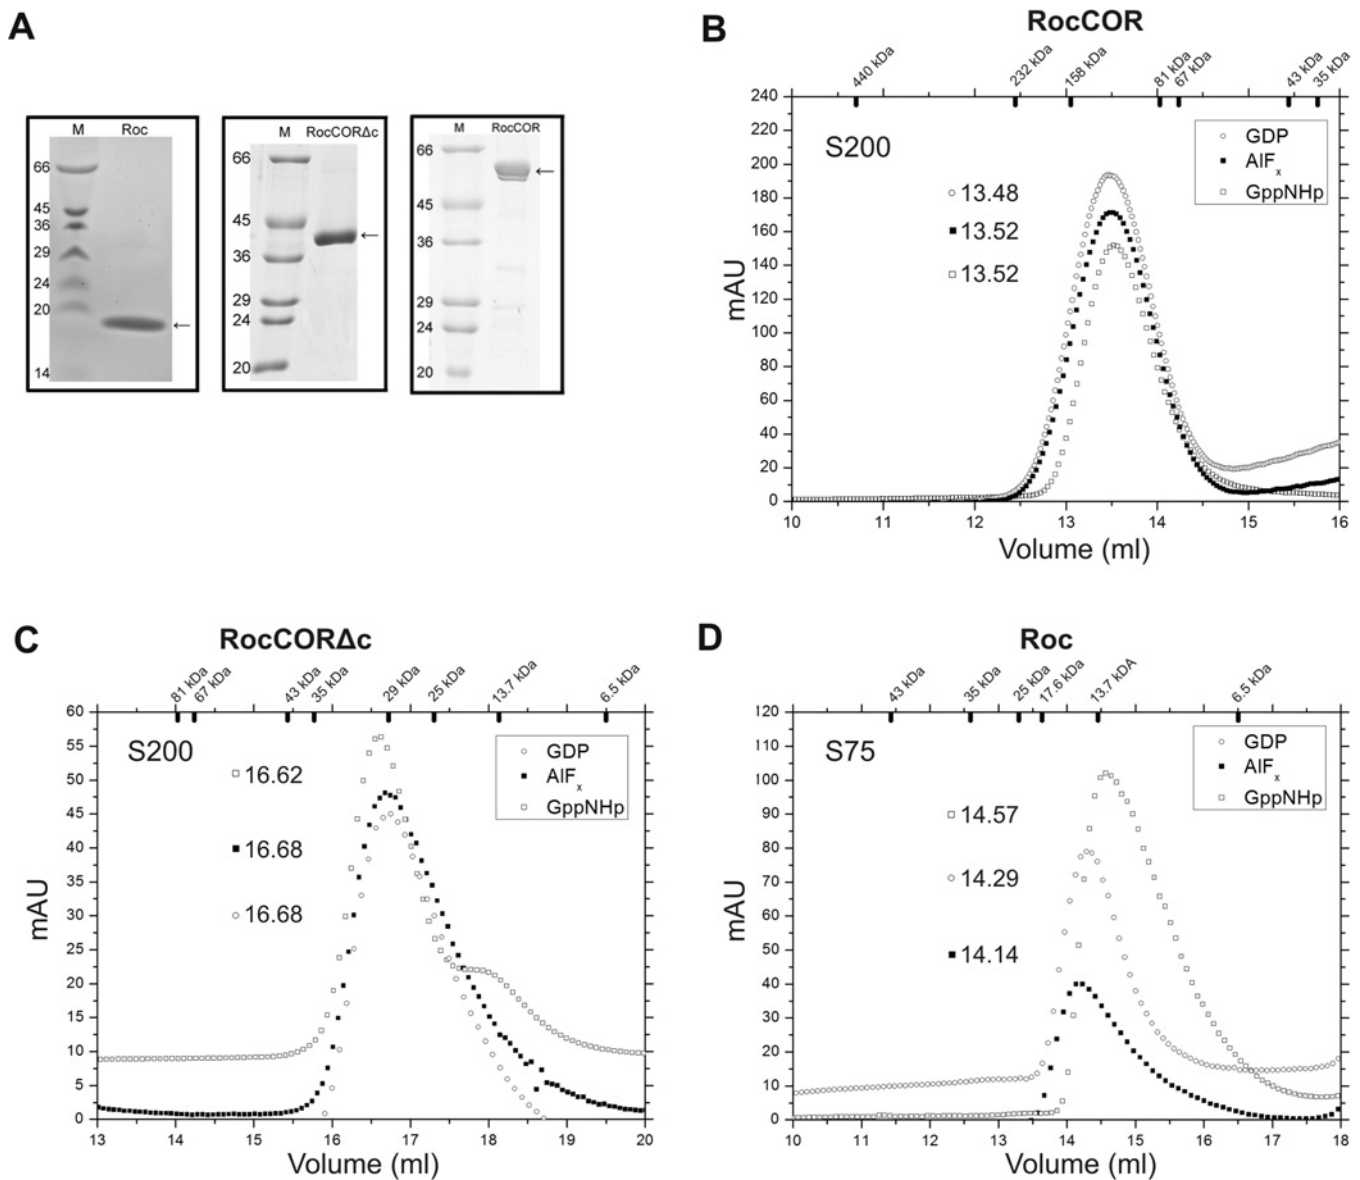 A
M Roc
66
45
36
29
24
20
14
M RocCORΔc
66
45
36
29
24
20
M RocCOR
66
45
36
29
24
20
B
RocCOR
440 kDa 232 kDa 158 kDa 81 kDa 67 kDa 43 kDa 35 kDa
S200
GDP
AlFx
GppNHp
13.48
13.52
13.52
mAU
240
220
200
180
160
140
120
100
80
60
40
20
0
10 11 12 13 14 15 16
Volume (ml)
C
RocCORΔc
81 kDa 67 kDa 43 kDa 35 kDa 29 kDa 25 kDa 13.7 kDa 6.5 kDa
S200
GDP
AlFx
GppNHp
16.62
16.68
16.68
mAU
60
55
50
45
40
35
30
25
20
15
10
5
0
13 14 15 16 17 18 19 20
Volume (ml)
D
Roc
43 kDa 35 kDa 25 kDa 17.6 kDa 13.7 kDA 6.5 kDa
S75
GDP
AlFx
GppNHp
14.57
14.29
14.14
mAU
120
110
100
90
80
70
60
50
40
30
20
10
0
10 11 12 13 14 15 16 17 18
Volume (ml)